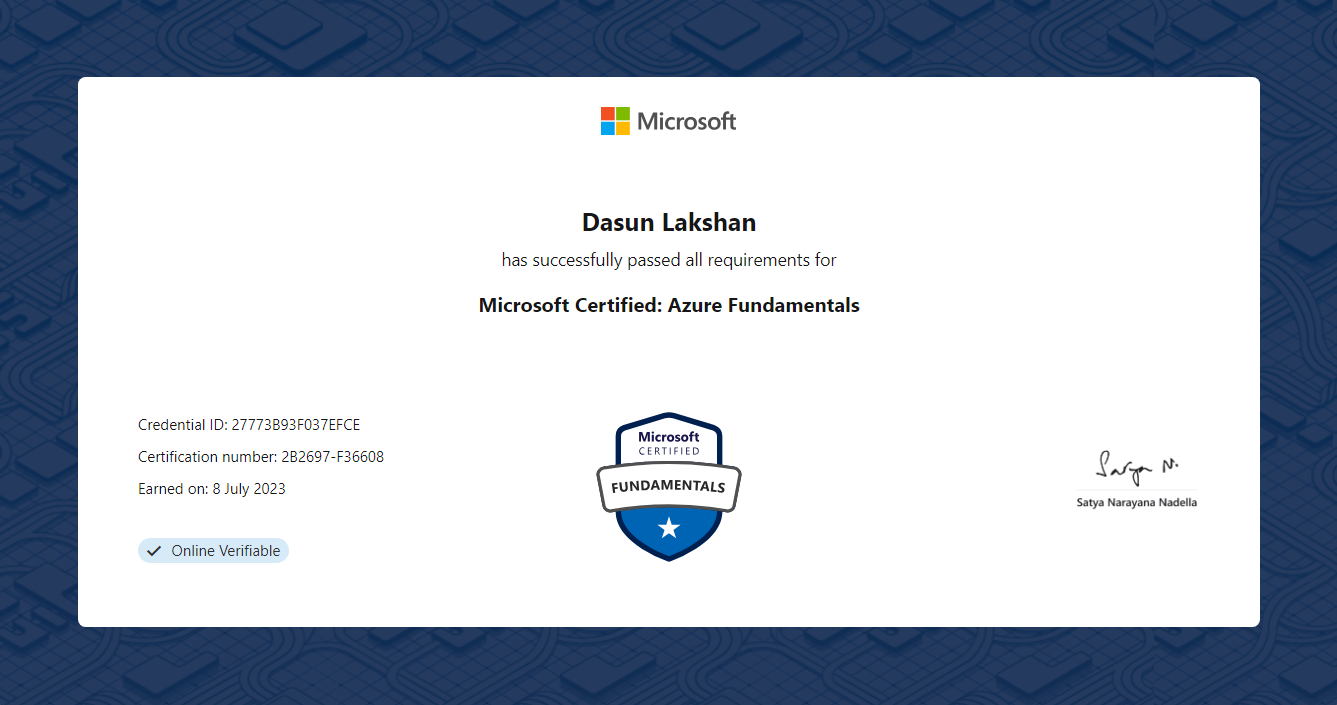 Microsoft
Dasun Lakshan
has successfully passed all requirements for
Microsoft Certified: Azure Fundamentals
Credential ID: 27773B93F037EFCE
Certification number: 2B2697-F36608
Earned on: 8 July 2023
Online Verifiable
Microsoft
CERTIFIED
FUNDAMENTALS
Satya N.
Satya Narayana Nadella